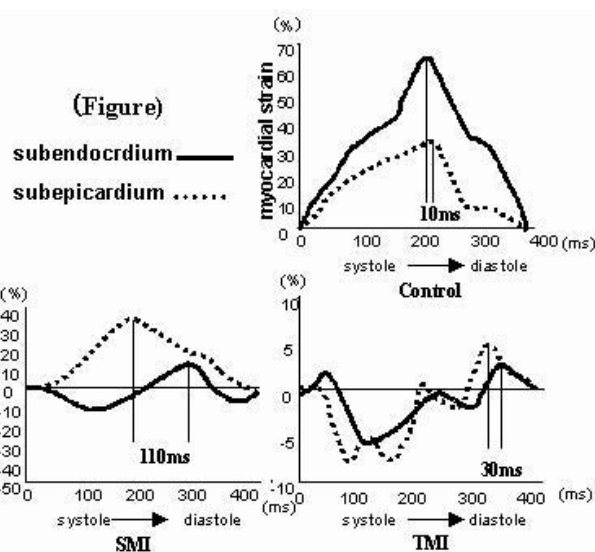 (%)
70
60
50
40
30
20
10
0
myocardial strain
(Figure)
subendocrdium
subepicardium
10ms
0 100 200 300 400 (ms)
systole diastole
Control
(%)
40
30
20
10
0
-10
-20
-30
-40
-50
110ms
0 100 200 300 400
(ms)
systole diastole
SMI
(%)
10
5
0
-5
-10
30ms
0 100 200 300 400 (ms)
systole diastole
TMI